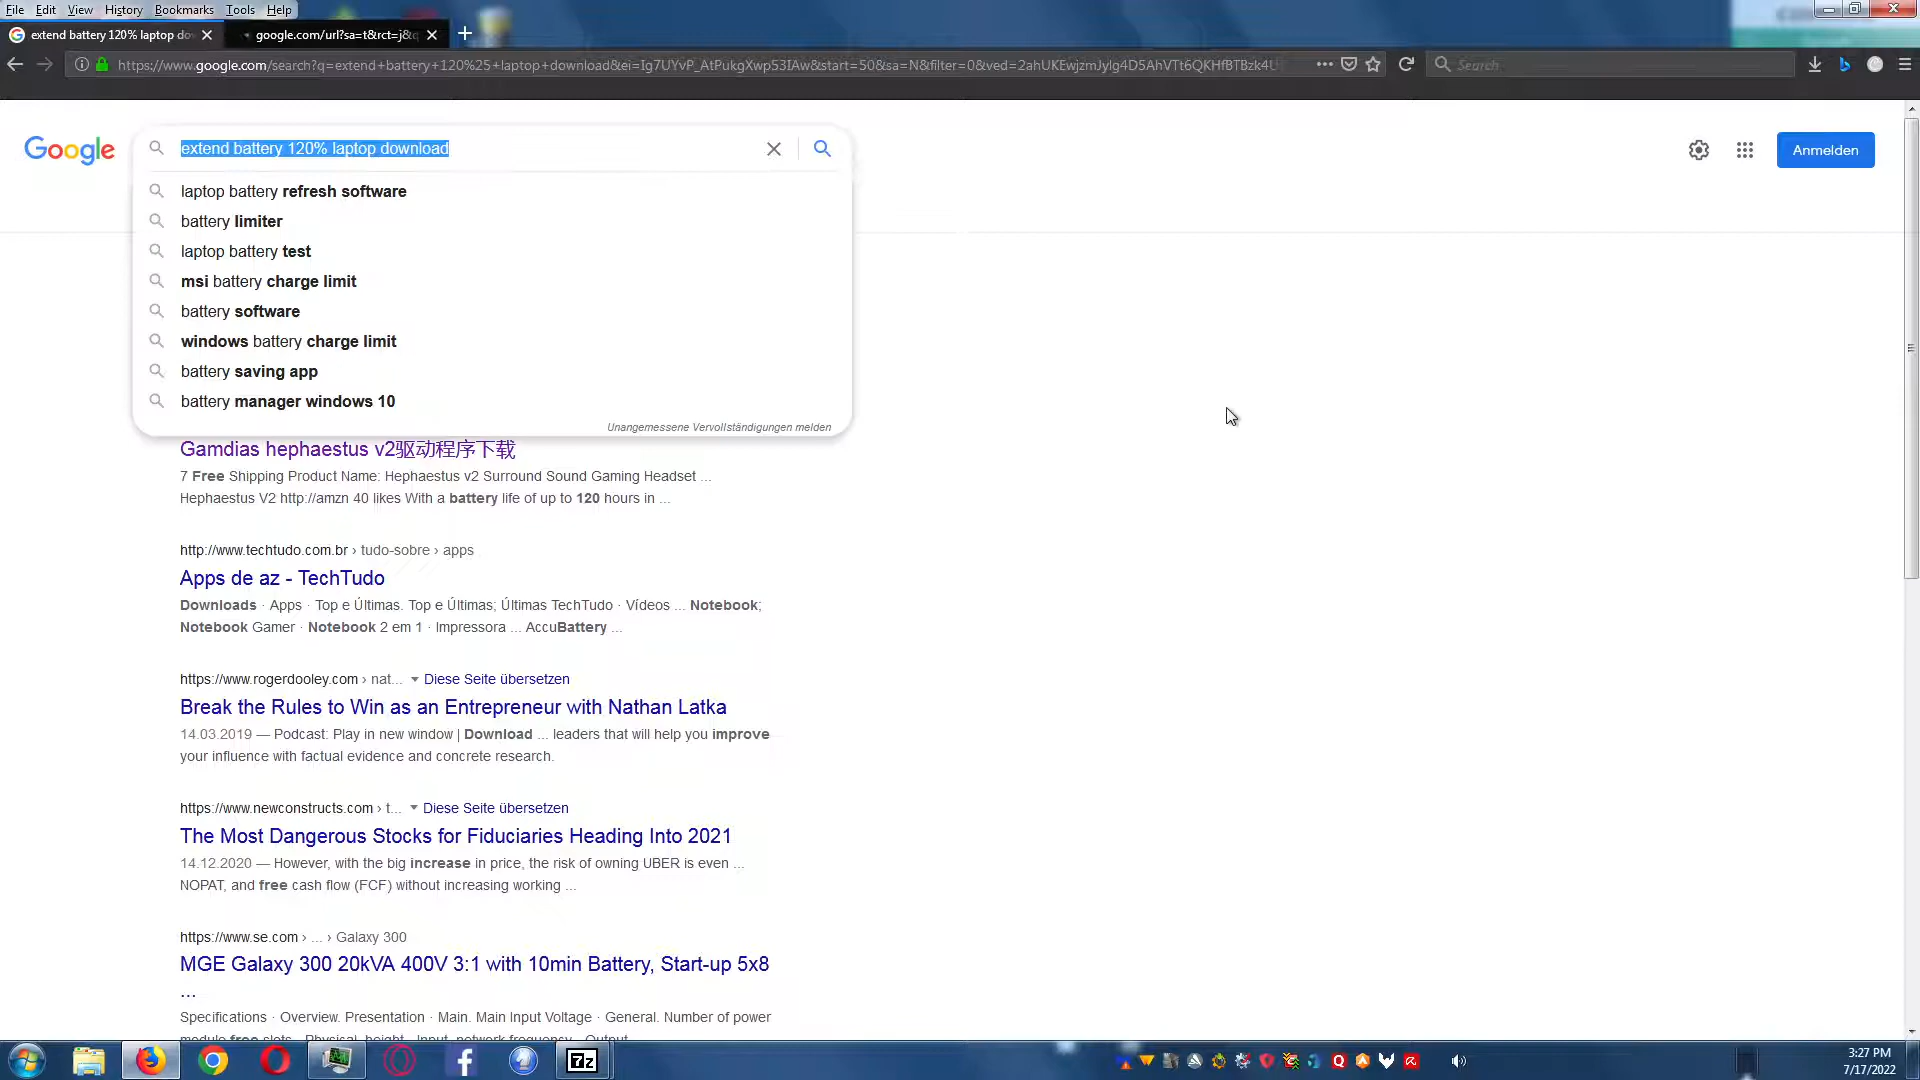 File Edit View History Bookmarks Tools Help
extend battery 120% laptop do
google.com/url?sa=t&rct=j&q
https://www.google.com/search?q=extend+battery+120%25+laptop+download&ei=Ig7UYvP_AtPukgXwp53IAw&start=50&sa=N&filter=0&ved=2ahUKEwjzmJylg4D5AhVTt6QKHfBTBzk4U
Search
Google
extend battery 120% laptop download
Anmelden
laptop battery refresh software
battery limiter
laptop battery test
msi battery charge limit
battery software
windows battery charge limit
battery saving app
battery manager windows 10
Unangemessene Vervollständigungen melden
Gamdias hephaestus v2驱动程序下载
7 Free Shipping Product Name: Hephaestus v2 Surround Sound Gaming Headset ...
Hephaestus V2 http://amzn 40 likes With a battery life of up to 120 hours in ...
http://www.techtudo.com.br › tudo-sobre › apps
Apps de az - TechTudo
Downloads · Apps · Top e Últimas. Top e Últimas; Últimas TechTudo · Vídeos ... Notebook;
Notebook Gamer · Notebook 2 em 1 · Impressora ... AccuBattery ...
https://www.rogerdooley.com › nat... Diese Seite übersetzen
Break the Rules to Win as an Entrepreneur with Nathan Latka
14.03.2019 — Podcast: Play in new window | Download ... leaders that will help you improve
your influence with factual evidence and concrete research.
https://www.newconstructs.com › t... Diese Seite übersetzen
The Most Dangerous Stocks for Fiduciaries Heading Into 2021
14.12.2020 — However, with the big increase in price, the risk of owning UBER is even ...
NOPAT, and free cash flow (FCF) without increasing working ...
https://www.se.com › ... › Galaxy 300
MGE Galaxy 300 20kVA 400V 3:1 with 10min Battery, Start-up 5x8
...
Specifications · Overview. Presentation · Main. Main Input Voltage · General. Number of power
module free slots · Physical. height · Input. network frequency · Output
7z
3:27 PM
7/17/2022